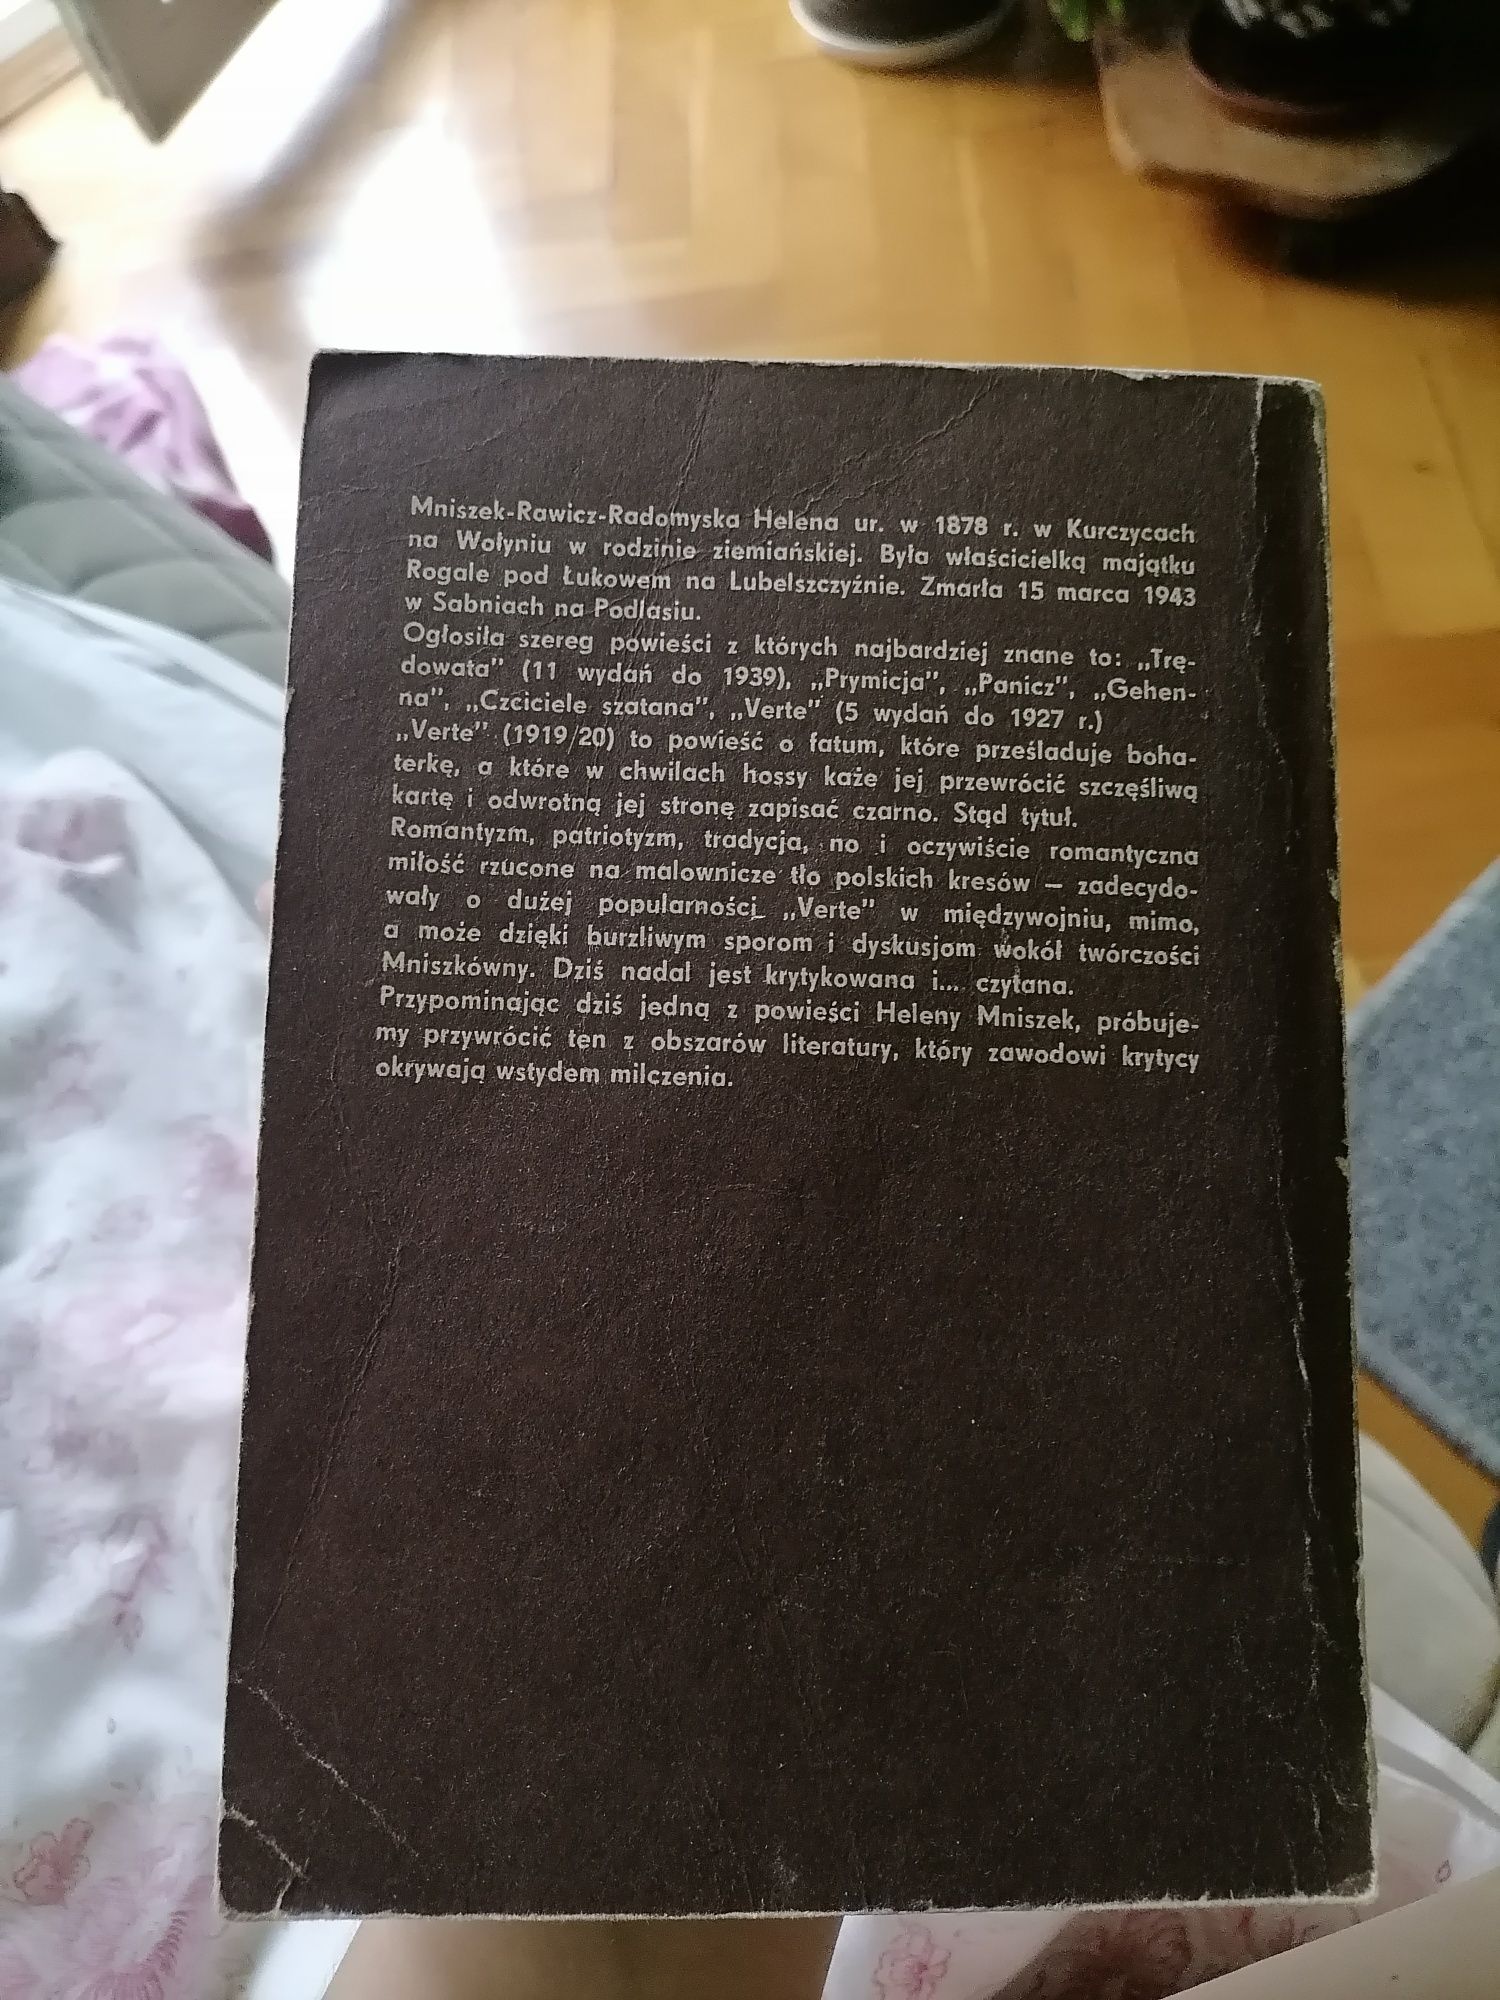 Mniszek-Rawicz-Radomyska Helena ur. w 1878 r. w Kurczycach
na Wołyniu w rodzinie ziemiańskiej. Była właścicielką majątku
Rogale pod Łukowem na Lubelszczyźnie. Zmarła 15 marca 1943
w Sabniach na Podlasiu.
Ogłosiła szereg powieści z których najbardziej znane to: „Trę-
dowata" (11 wydań do 1939), „Prymicja", „Panicz", „Gehen-
na", „Czciciele szatana", „Verte" (5 wydań do 1927 r.)
„Verte" (1919/20) to powieść o fatum, które prześladuje boha-
terkę, a które w chwilach hossy każe jej przewrócić szczęśliwą
kartę i odwrotną jej stronę zapisać czarno. Stąd tytuł.
Romantyzm, patriotyzm, tradycja, no i oczywiście romantyczna
miłość rzucone na malownicze tło polskich kresów — zadecydo-
wały o dużej popularności „Verte" w międzywojniu, mimo,
a może dzięki burzliwym sporom i dyskusjom wokół twórczości
Mniszkówny. Dziś nadal jest krytykowana i... czytana.
Przypominając dziś jedną z powieści Heleny Mniszek, próbuje-
my przywrócić ten z obszarów literatury, który zawodowi krytycy
okrywają wstydem milczenia.